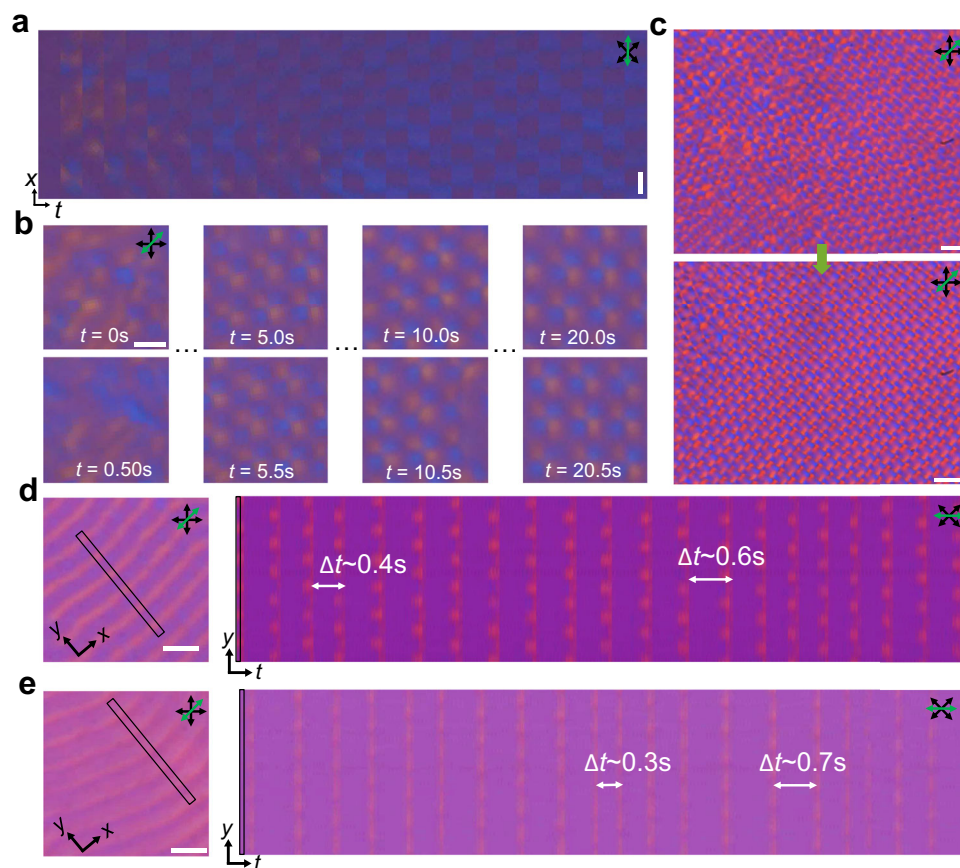 a
x
t
b
t = 0s
...
t = 5.0s
...
t = 10.0s
...
t = 20.0s
t = 0.50s
t = 5.5s
t = 10.5s
t = 20.5s
c
d
y
x
Δt~0.4s
Δt~0.6s
y
t
e
y
x
Δt~0.3s
Δt~0.7s
y
t